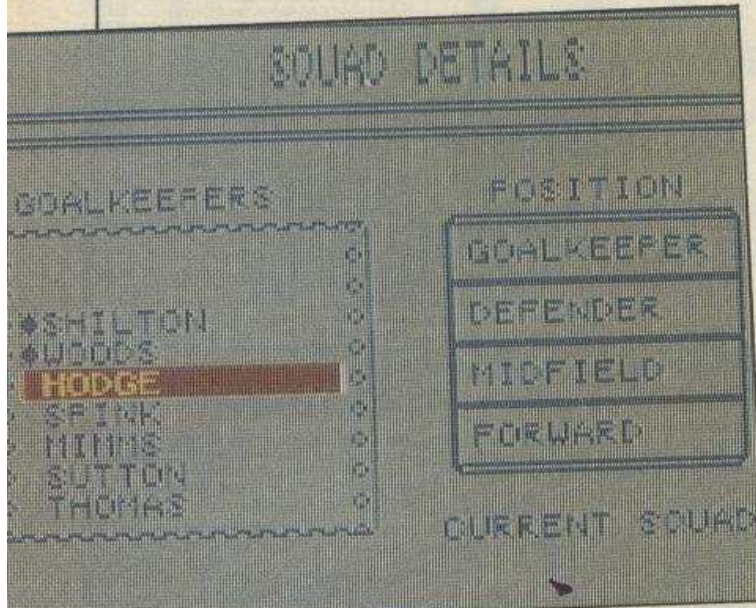 SQUAD DETAILS
GOALKEEPERS
SHILTON
WOODS
HODGE
SPINK
MIMMS
SUTTON
THOMAS
POSITION
GOALKEEPER
DEFENDER
MIDFIELD
FORWARD
CURRENT SQUAD